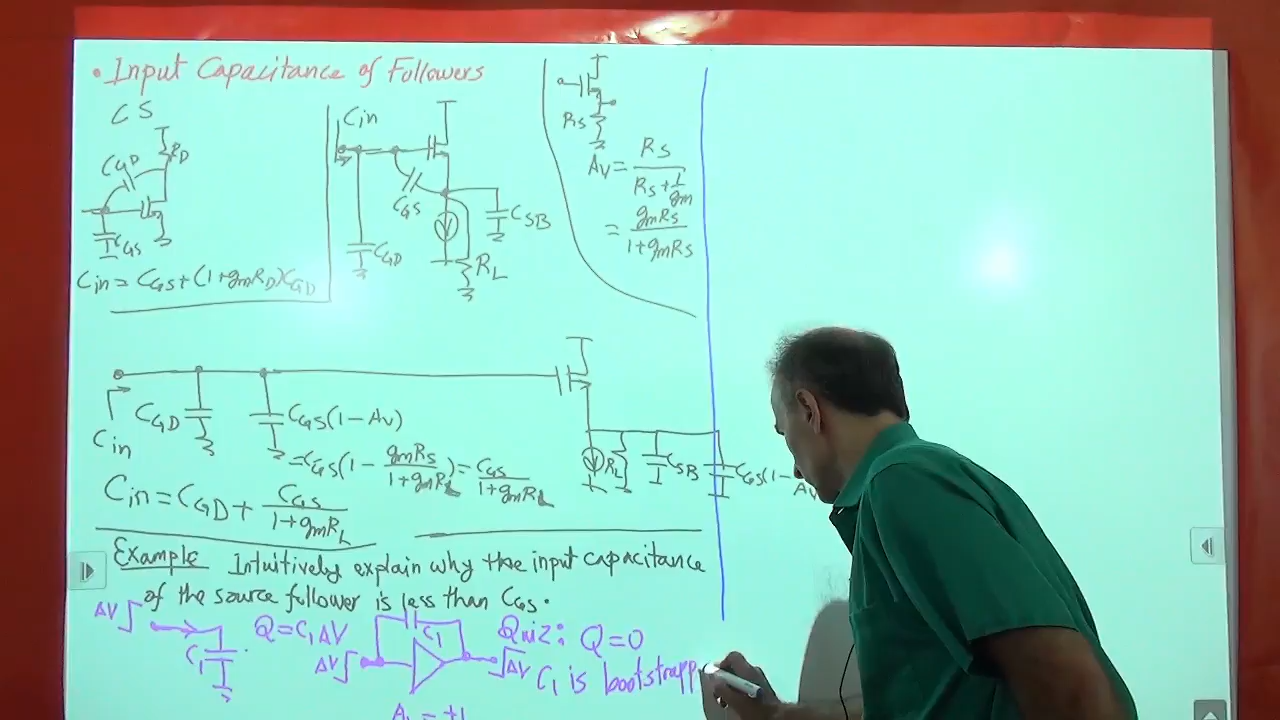 • Input Capacitance of Followers
CS
CGD
RD
CGS
Cin = CGS + (1+gmRD)CGD
Cin
CGS
CSB
CGD
RL
RS
Av = RS / (RS + 1/gm)
= gmRS / (1+gmRS)
Cin
CGD
CGS(1-Av)
= CGS(1 - gmRS / (1+gmRL)) = CGS / (1+gmRL)
RL
CSB
CGS(1-
Av
Cin = CGD + CGS / (1+gmRL)
Example Intuitively explain why the input capacitance
of the source follower is less than CGS.
ΔV
C1
Q = C1ΔV
ΔV
C1
ΔV
Av = +1
Quiz: Q = 0
C1 is bootstrapp